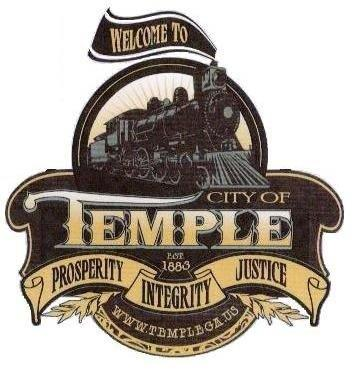 WELCOME TO
CITY OF
TEMPLE
EST.
1883
PROSPERITY INTEGRITY JUSTICE
WWW.TEMPLEGA.US